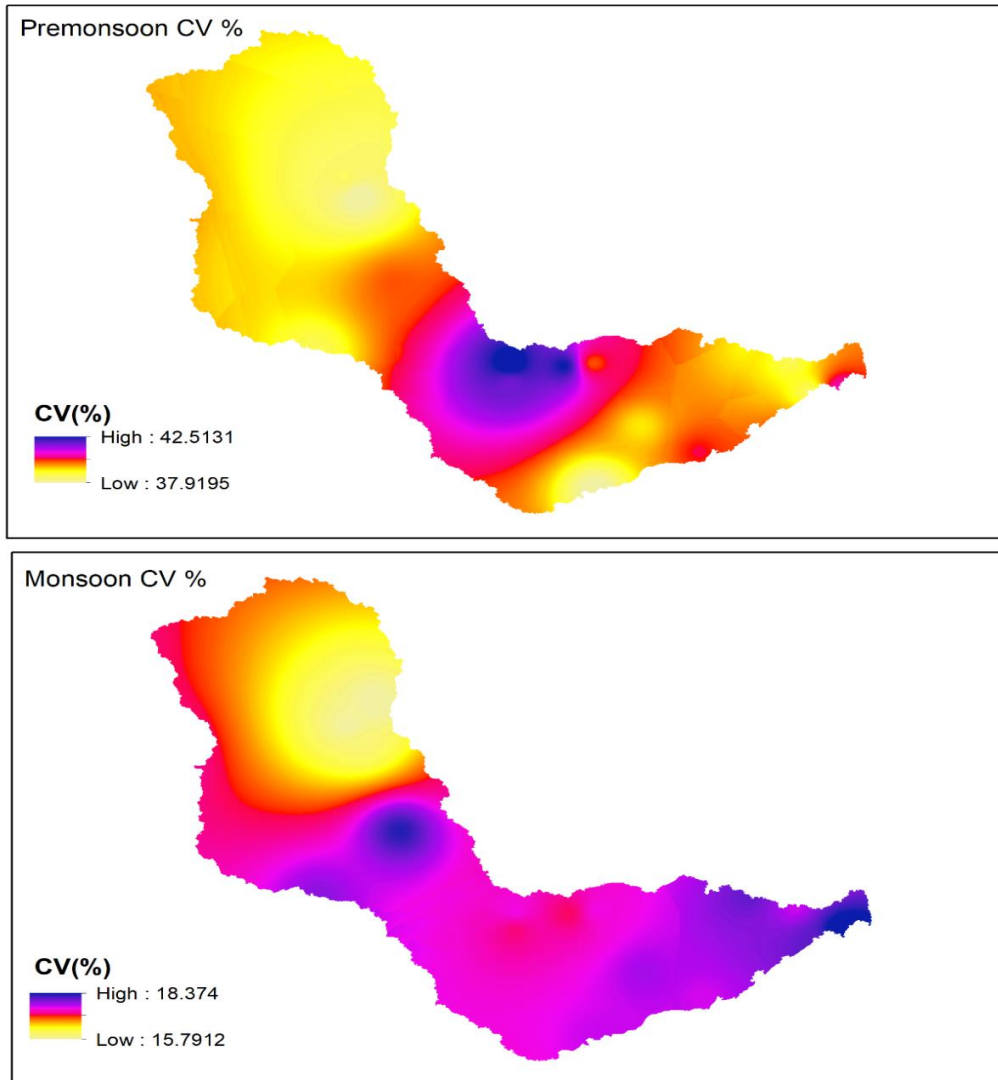 Premonsoon CV %
CV(%)
High : 42.5131
Low : 37.9195
Monsoon CV %
CV(%)
High : 18.374
Low : 15.7912